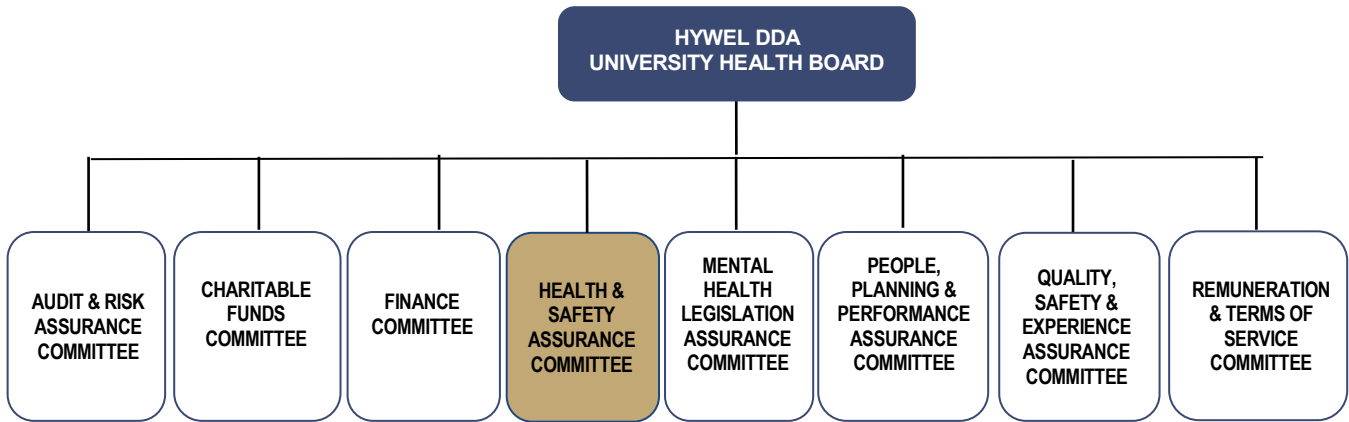 HYWEL DDA
UNIVERSITY HEALTH BOARD
AUDIT & RISK
ASSURANCE
COMMITTEE
CHARITABLE
FUNDS
COMMITTEE
FINANCE
COMMITTEE
HEALTH &
SAFETY
ASSURANCE
COMMITTEE
MENTAL
HEALTH
LEGISLATION
ASSURANCE
COMMITTEE
PEOPLE,
PLANNING &
PERFORMANCE
ASSURANCE
COMMITTEE
QUALITY,
SAFETY &
EXPERIENCE
ASSURANCE
COMMITTEE
REMUNERATION
& TERMS OF
SERVICE
COMMITTEE